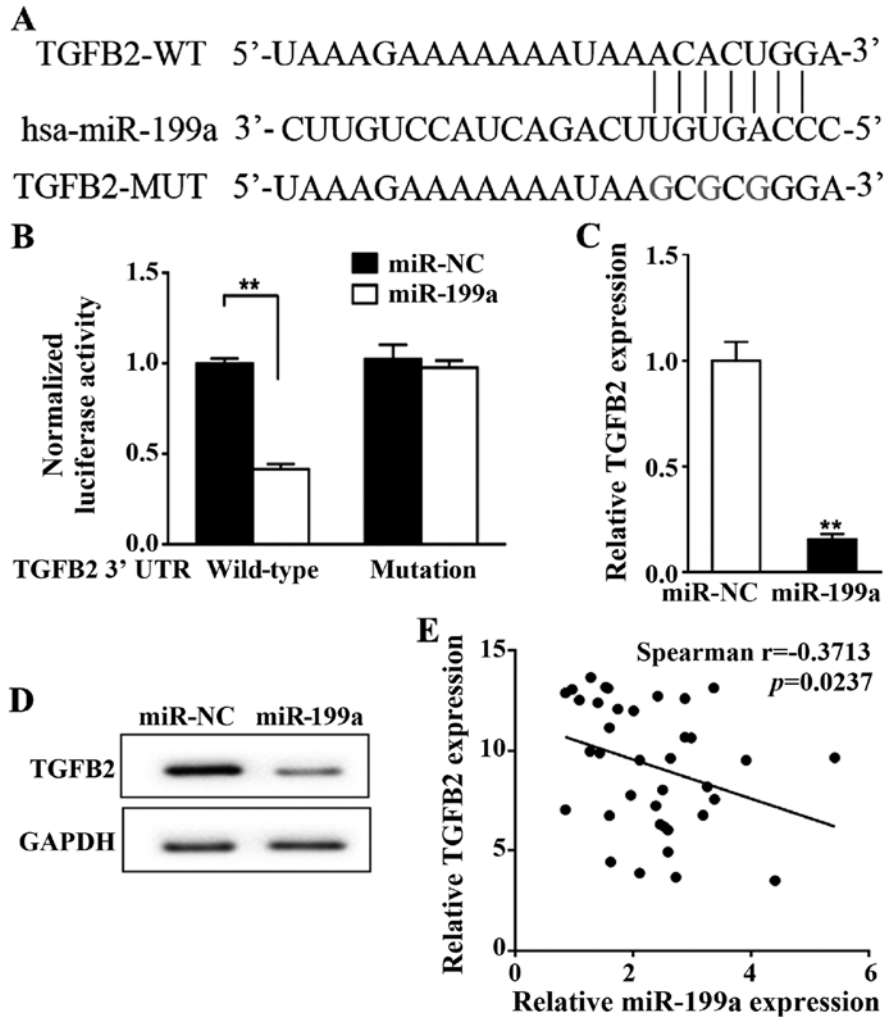 A
TGFB2-WT 5’-UAAAGAAAAAAAUAAACACUGGA-3’
hsa-miR-199a 3’- CUUGUCCAUCAGACUUGUGACCC-5’
TGFB2-MUT 5’-UAAAGAAAAAAAUAAGCGCGGGA-3’
B
Normalized
luciferase activity
1.5
1.0
0.5
0.0
**
miR-NC
miR-199a
TGFB2 3’ UTR Wild-type Mutation
C
Relative TGFB2 expression
1.5
1.0
0.5
0.0
**
miR-NC miR-199a
D
miR-NC miR-199a
TGFB2
GAPDH
E
Relative TGFB2 expression
15
10
5
0
Spearman r=-0.3713
p=0.0237
0 2 4 6
Relative miR-199a expression